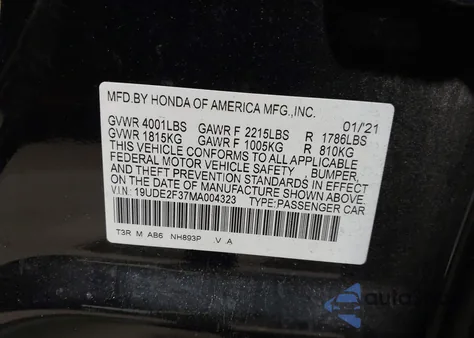 MFD. BY HONDA OF AMERICA MFG., INC.
GVWR 4001LBS GAWR F 2215LBS R 1786LBS 01/'21
GVWR 1815KG GAWR F 1005KG R 810KG
THIS VEHICLE CONFORMS TO ALL APPLICABLE
FEDERAL MOTOR VEHICLE SAFETY , BUMPER,
AND THEFT PREVENTION STANDARDS IN EFFECT ON
THE DATE OF MANUFACTURE SHOWN ABOVE.
V.I.N: 19UDE2F37MA004323 TYPE:PASSENGER CAR
T3R M AB6 NH893P .V A